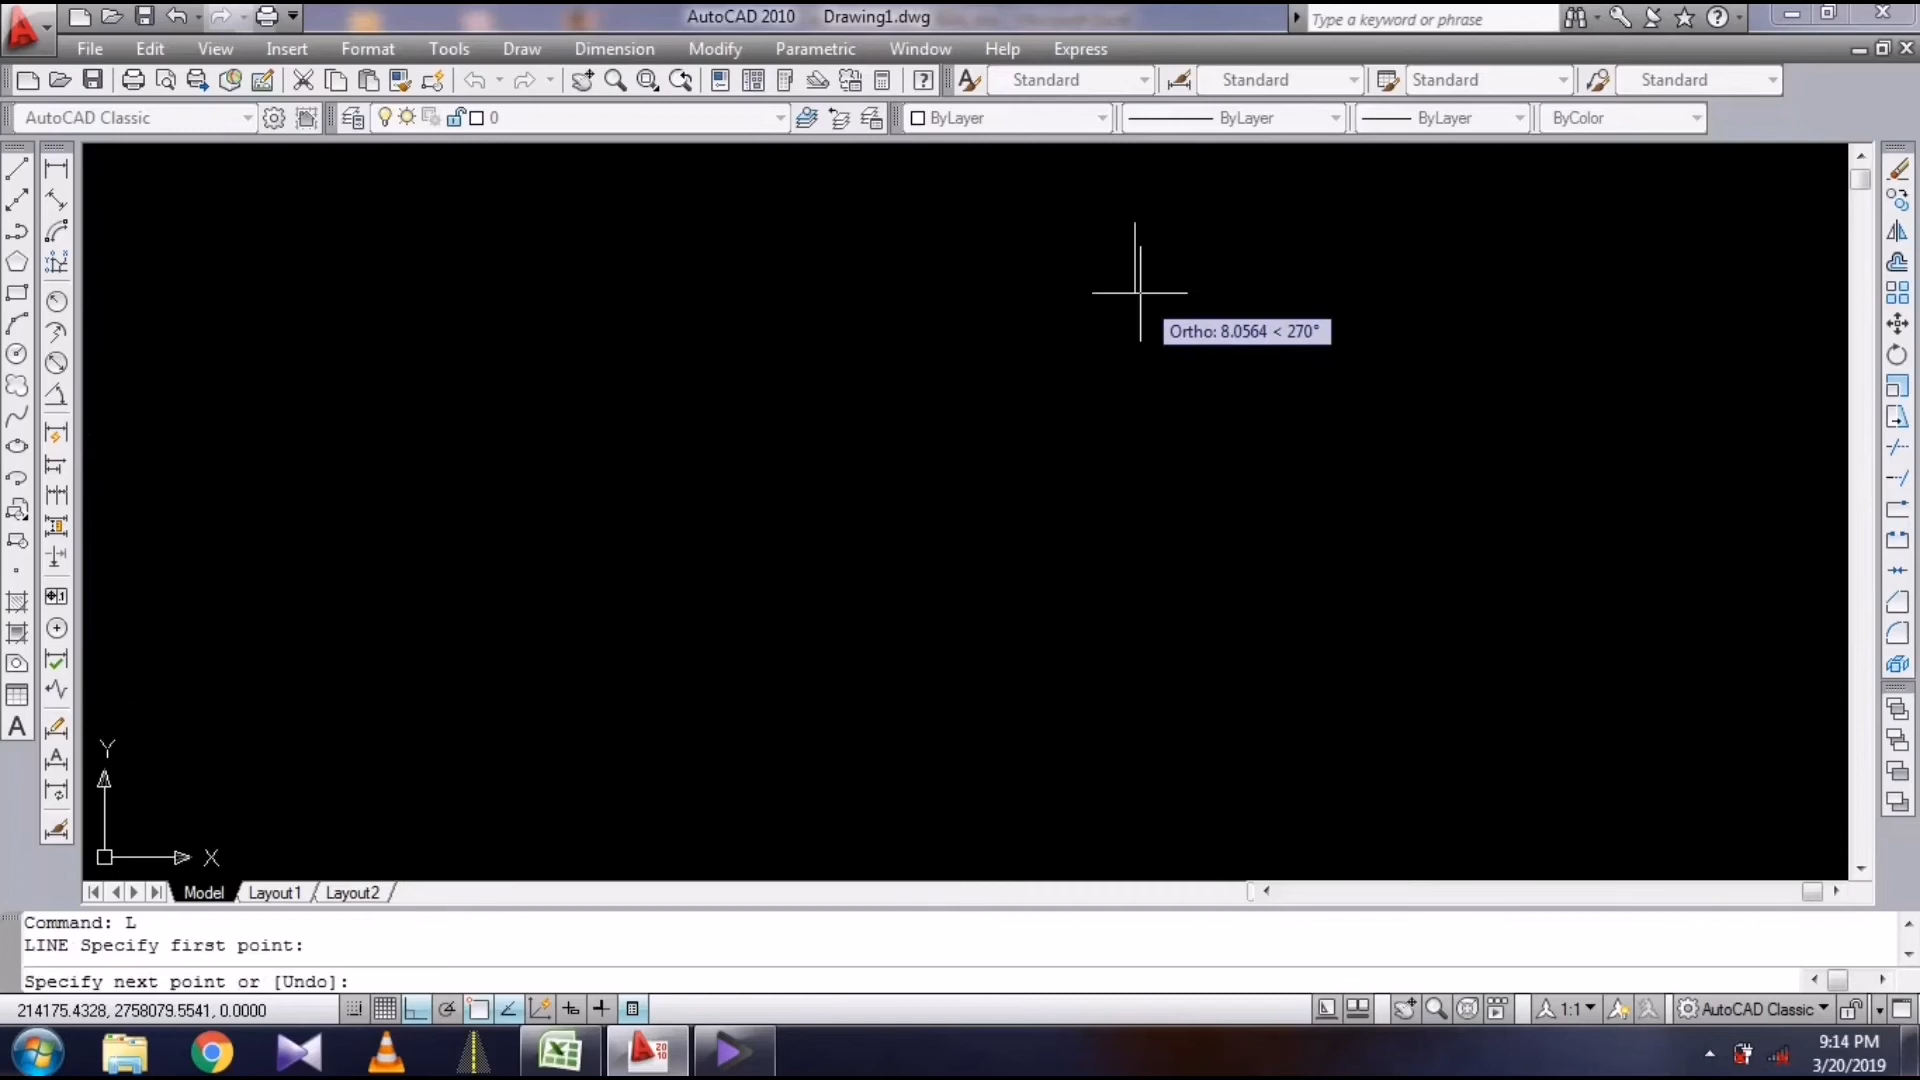 AutoCAD 2010 Drawing1.dwg Type a keyword or phrase
File Edit View Insert Format Tools Draw Dimension Modify Parametric Window Help Express
Standard Standard Standard Standard
AutoCAD Classic 0 ByLayer ByLayer ByLayer ByColor
Ortho: 8.0564 < 270°
A
Y
X
Model Layout1 Layout2
Command: L
LINE Specify first point:
Specify next point or [Undo]:
214175.4328, 2758079.5541, 0.0000 1:1 AutoCAD Classic
9:14 PM
3/20/2019